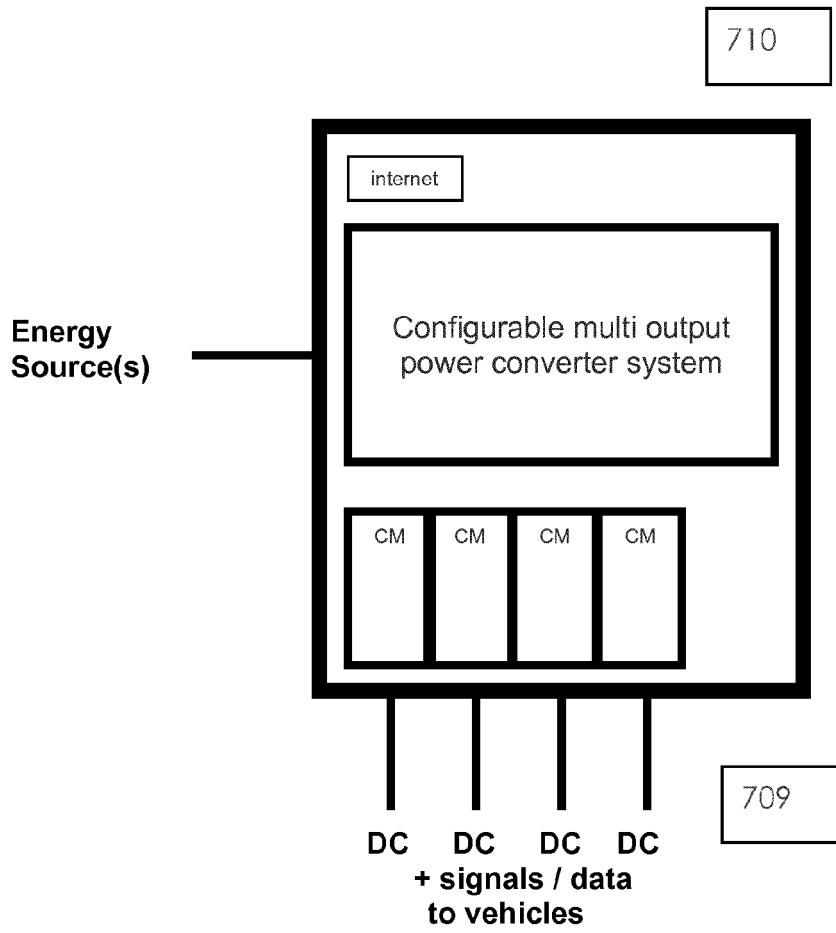 710
internet
Configurable multi output
power converter system
Energy
Source(s)
CM CM CM CM
709
DC DC DC DC
+ signals / data
to vehicles